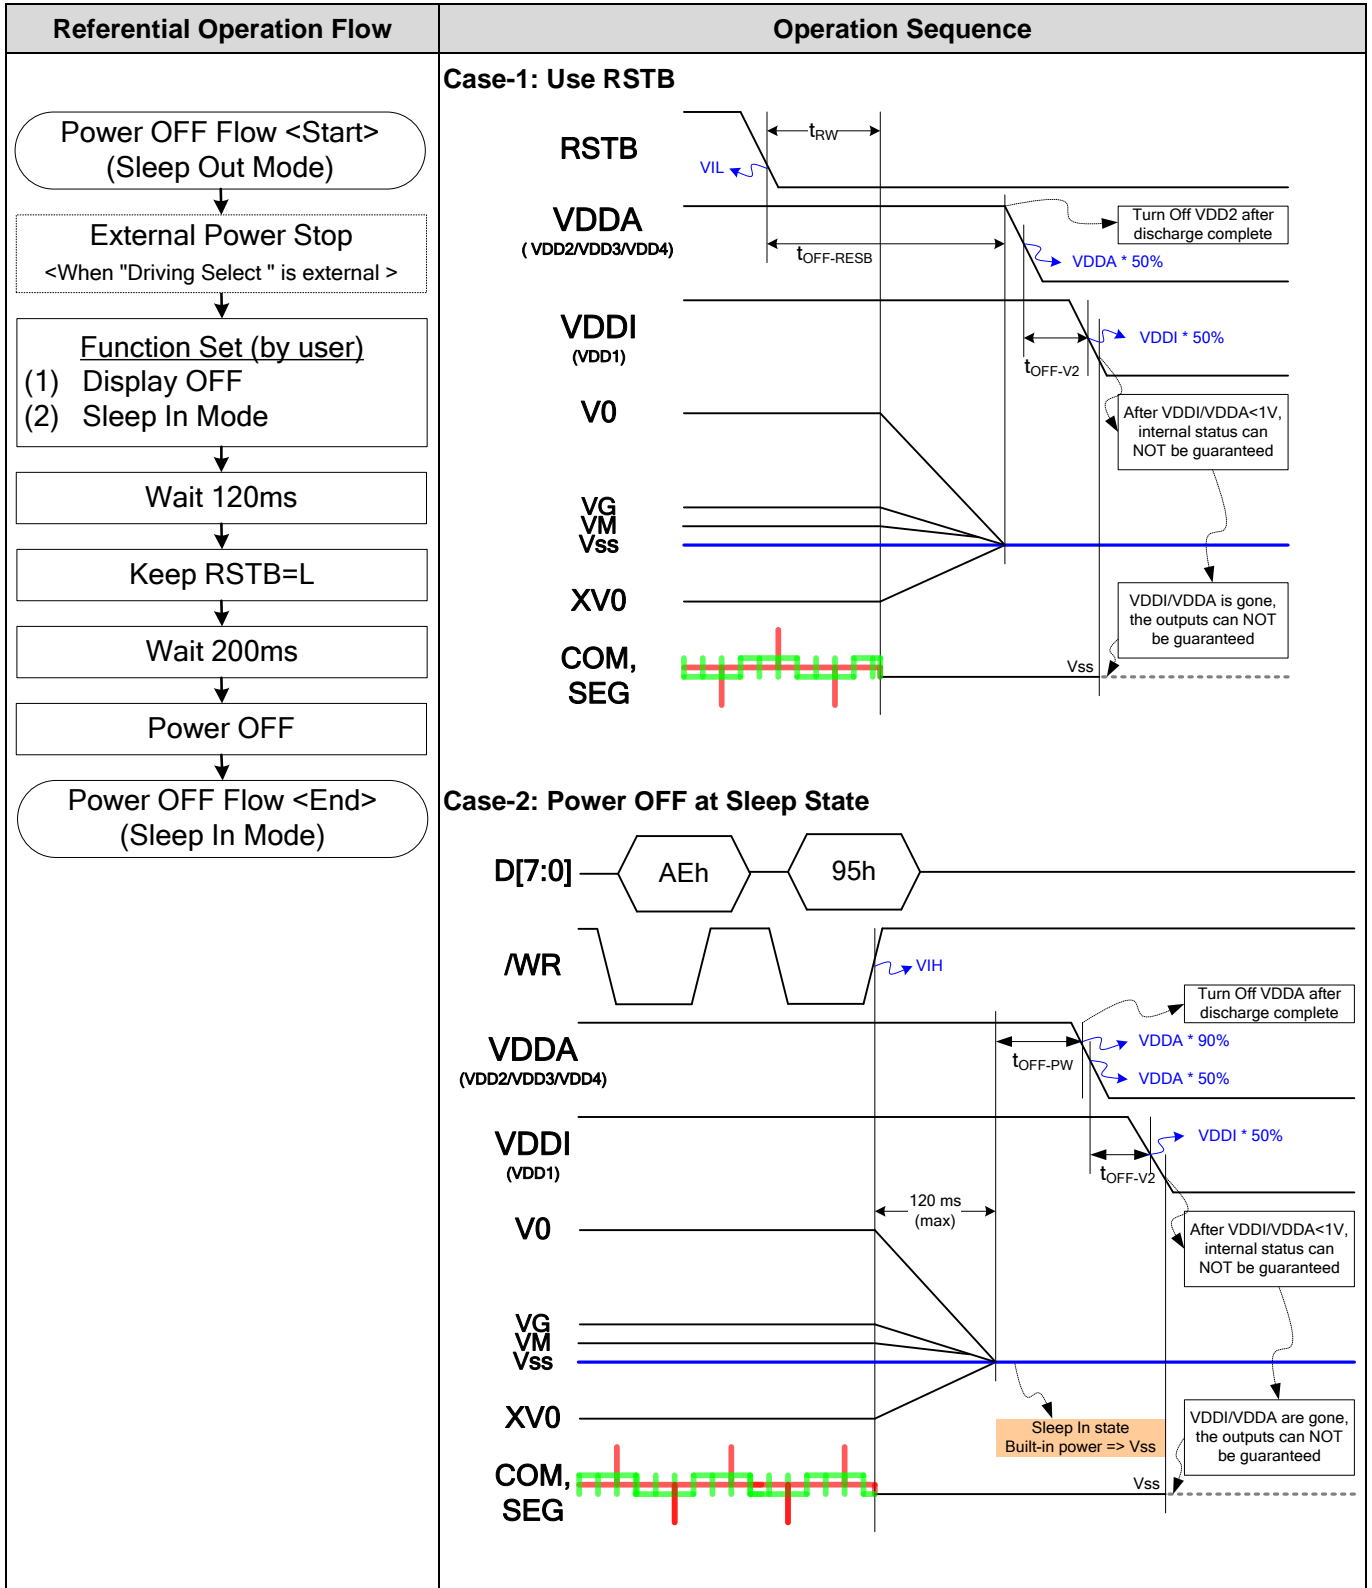 Referential Operation Flow
Operation Sequence
Power OFF Flow <Start>
(Sleep Out Mode)
External Power Stop
<When "Driving Select " is external >
Function Set (by user)
(1) Display OFF
(2) Sleep In Mode
Wait 120ms
Keep RSTB=L
Wait 200ms
Power OFF
Power OFF Flow <End>
(Sleep In Mode)
Case-1: Use RSTB
RSTB
tRW
VIL
VDDA
( VDD2/VDD3/VDD4)
tOFF-RESB
Turn Off VDD2 after
discharge complete
VDDA * 50%
VDDI
(VDD1)
VDDI * 50%
tOFF-V2
V0
After VDDI/VDDA<1V,
internal status can
NOT be guaranteed
VG
VM
Vss
XV0
VDDI/VDDA is gone,
the outputs can NOT
be guaranteed
COM,
SEG
Vss
Case-2: Power OFF at Sleep State
D[7:0]
AEh
95h
/WR
VIH
Turn Off VDDA after
discharge complete
VDDA
(VDD2/VDD3/VDD4)
tOFF-PW
VDDA * 90%
VDDA * 50%
VDDI
(VDD1)
VDDI * 50%
tOFF-V2
120 ms
(max)
V0
After VDDI/VDDA<1V,
internal status can
NOT be guaranteed
VG
VM
Vss
XV0
Sleep In state
Built-in power => Vss
VDDI/VDDA are gone,
the outputs can NOT
be guaranteed
COM,
SEG
Vss